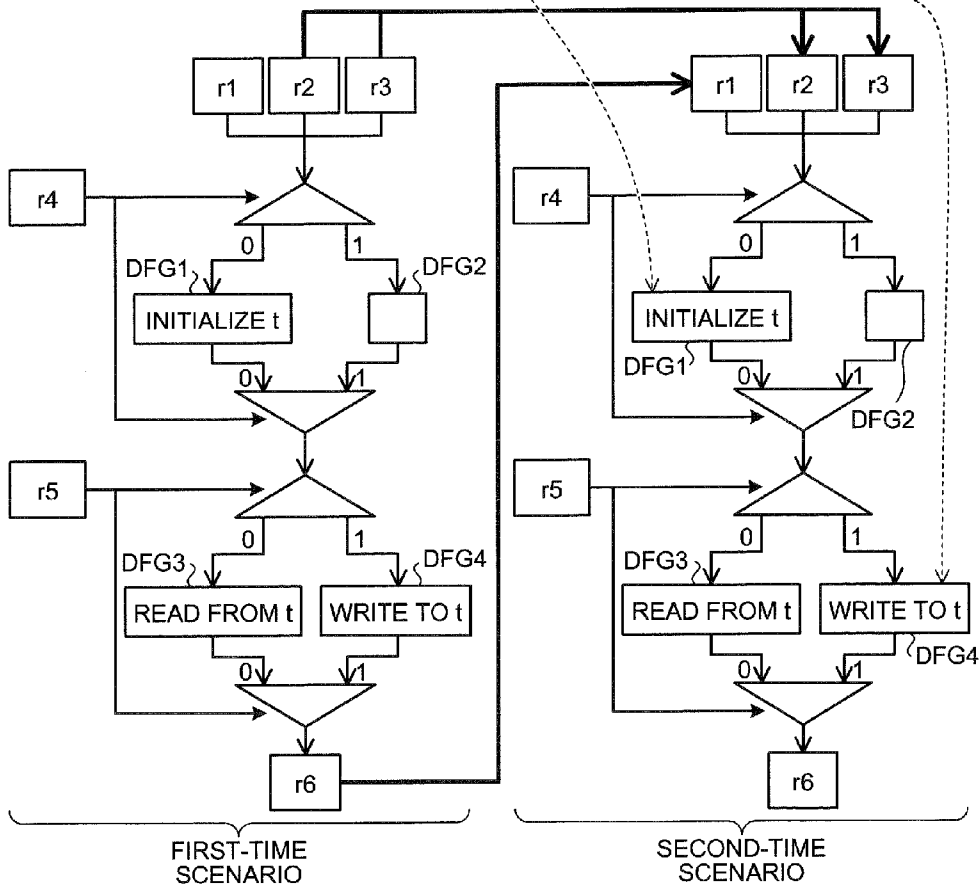 r1 r2 r3 r1 r2 r3
r4 r4
0 1 0 1
DFG1 DFG2
INITIALIZE t INITIALIZE t
DFG1
0 1 0 1
DFG2
r5 r5
0 1 0 1
DFG3 DFG4 DFG3
READ FROM t WRITE TO t READ FROM t WRITE TO t
0 1 0 1
DFG4
r6 r6
FIRST-TIME SECOND-TIME
SCENARIO SCENARIO